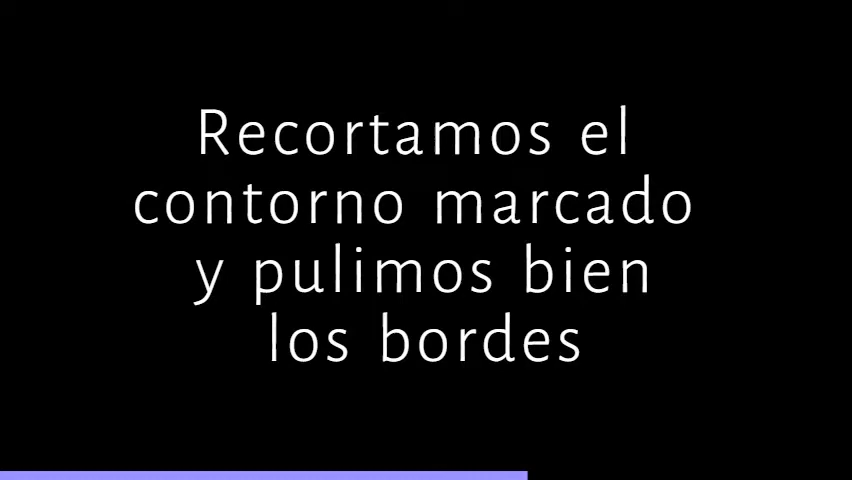 Recortamos el
contorno marcado
y pulimos bien
los bordes